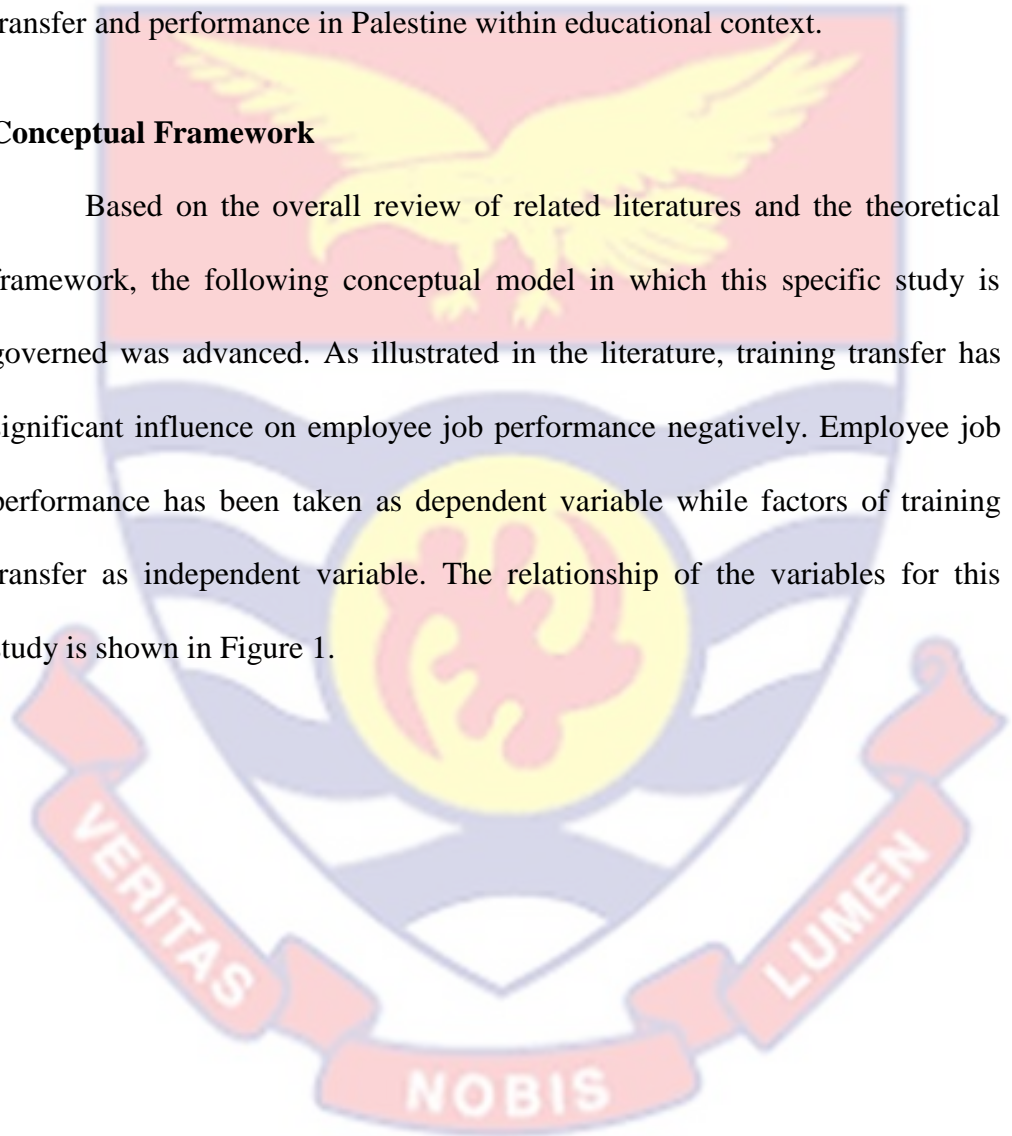 transfer and performance in Palestine within educational context.
Conceptual Framework
Based on the overall review of related literatures and the theoretical
framework, the following conceptual model in which this specific study is
governed was advanced. As illustrated in the literature, training transfer has
significant influence on employee job performance negatively. Employee job
performance has been taken as dependent variable while factors of training
transfer as independent variable. The relationship of the variables for this
study is shown in Figure 1.
VERITAS
NOBIS
LUMEN